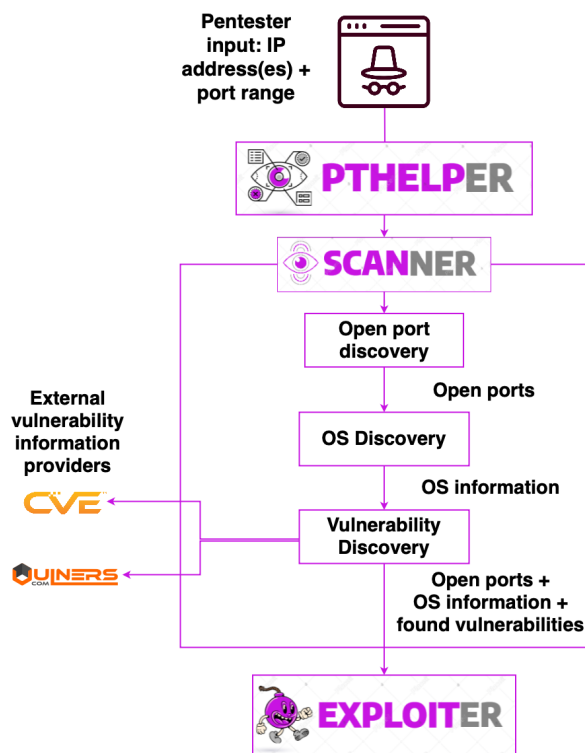 Pentester
input: IP
address(es) +
port range
PTHELPER
SCANNER
Open port
discovery
Open ports
External
vulnerability
information
providers
OS Discovery
OS information
CVE
Vulnerability
Discovery
VULNERS
.COM
Open ports +
OS information +
found vulnerabilities
EXPLOITER